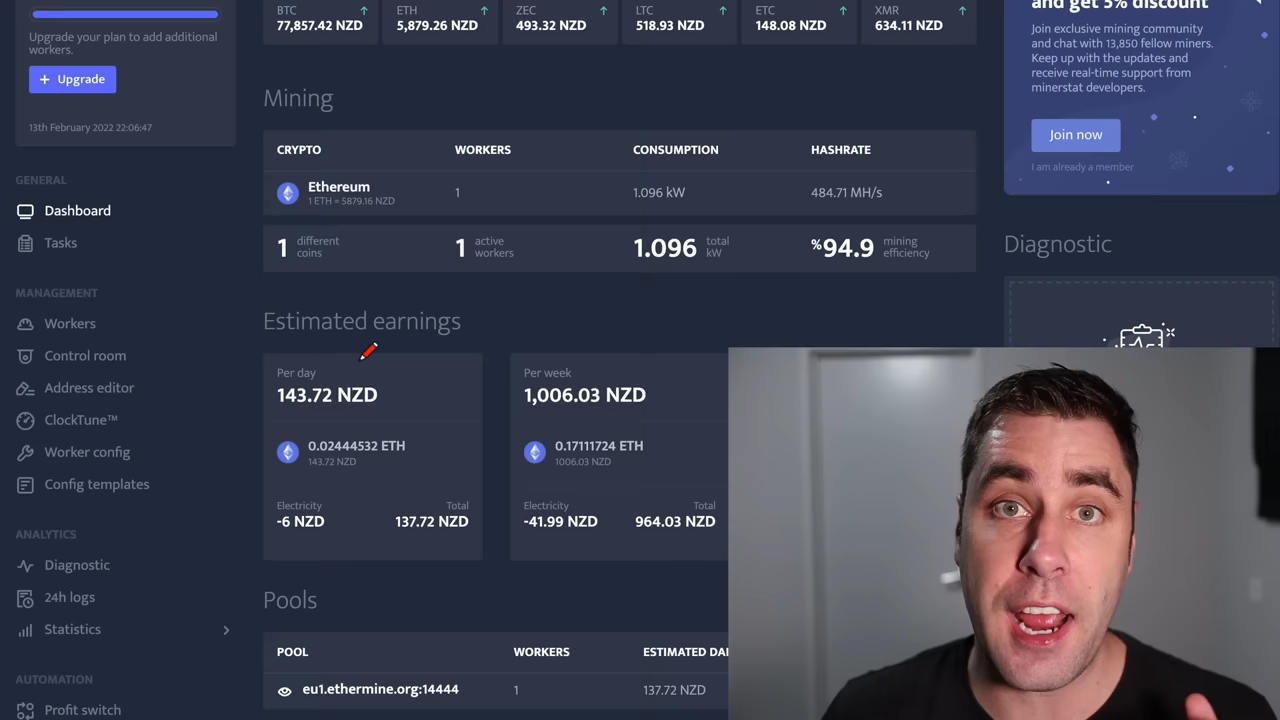 Upgrade your plan to add additional
workers.
+ Upgrade
13th February 2022 22:06:47
GENERAL
Dashboard
Tasks
MANAGEMENT
Workers
Control room
Address editor
ClockTune™
Worker config
Config templates
ANALYTICS
Diagnostic
24h logs
Statistics
AUTOMATION
Profit switch
BTC ETH ZEC LTC ETC XMR
77,857.42 NZD 5,879.26 NZD 493.32 NZD 518.93 NZD 148.08 NZD 634.11 NZD
Mining
CRYPTO WORKERS CONSUMPTION HASHRATE
Ethereum 1 1.096 kW 484.71 MH/s
1 ETH = 5879.16 NZD
1 different coins 1 active workers 1.096 total kW %94.9 mining efficiency
Estimated earnings
Per day
143.72 NZD
0.02444532 ETH
143.72 NZD
Electricity Total
-6 NZD 137.72 NZD
Per week
1,006.03 NZD
0.17111724 ETH
1006.03 NZD
Electricity Total
-41.99 NZD 964.03 NZD
Pools
POOL WORKERS ESTIMATED DAI
eu1.ethermine.org:14444 1 137.72 NZD
and get 5% discount
Join exclusive mining community
and chat with 13,850 fellow miners.
Keep up with the updates and
receive real-time support from
minerstat developers.
Join now
I am already a member
Diagnostic